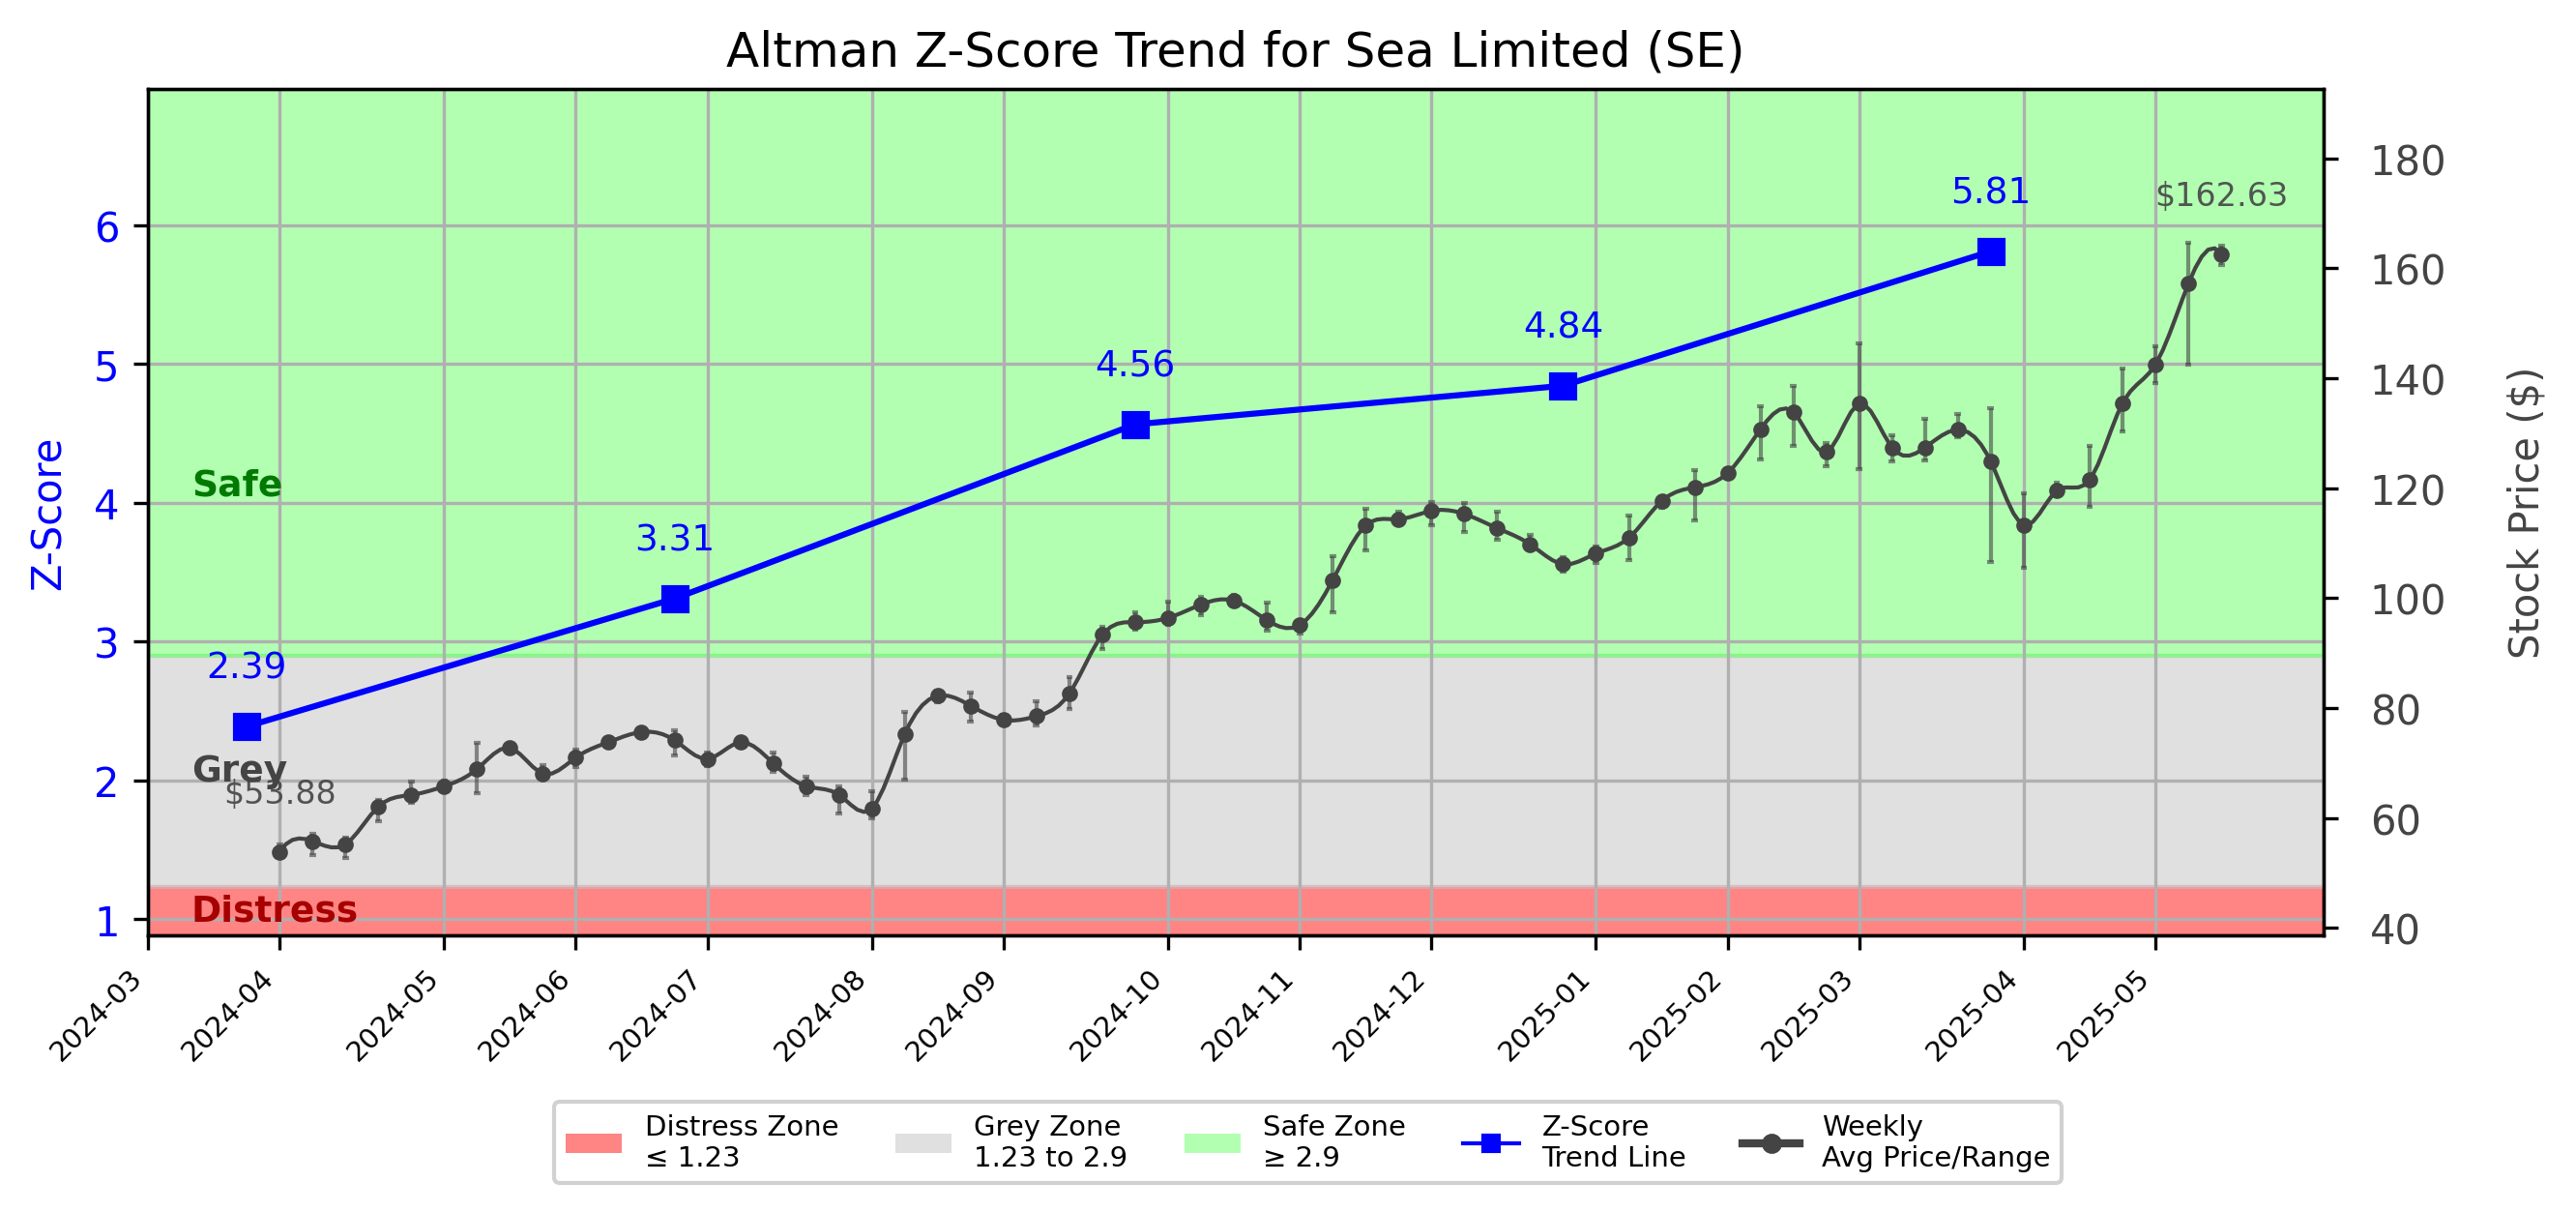 Altman Z-Score Trend for Sea Limited (SE)
Z-Score
6
5
4
3
2
1
Stock Price ($)
180
160
140
120
100
80
60
40
2.39
3.31
4.56
4.84
5.81
$162.63
$53.88
Safe
Grey
Distress
2024-03
2024-04
2024-05
2024-06
2024-07
2024-08
2024-09
2024-10
2024-11
2024-12
2025-01
2025-02
2025-03
2025-04
2025-05
Distress Zone
≤ 1.23
Grey Zone
1.23 to 2.9
Safe Zone
≥ 2.9
Z-Score
Trend Line
Weekly
Avg Price/Range